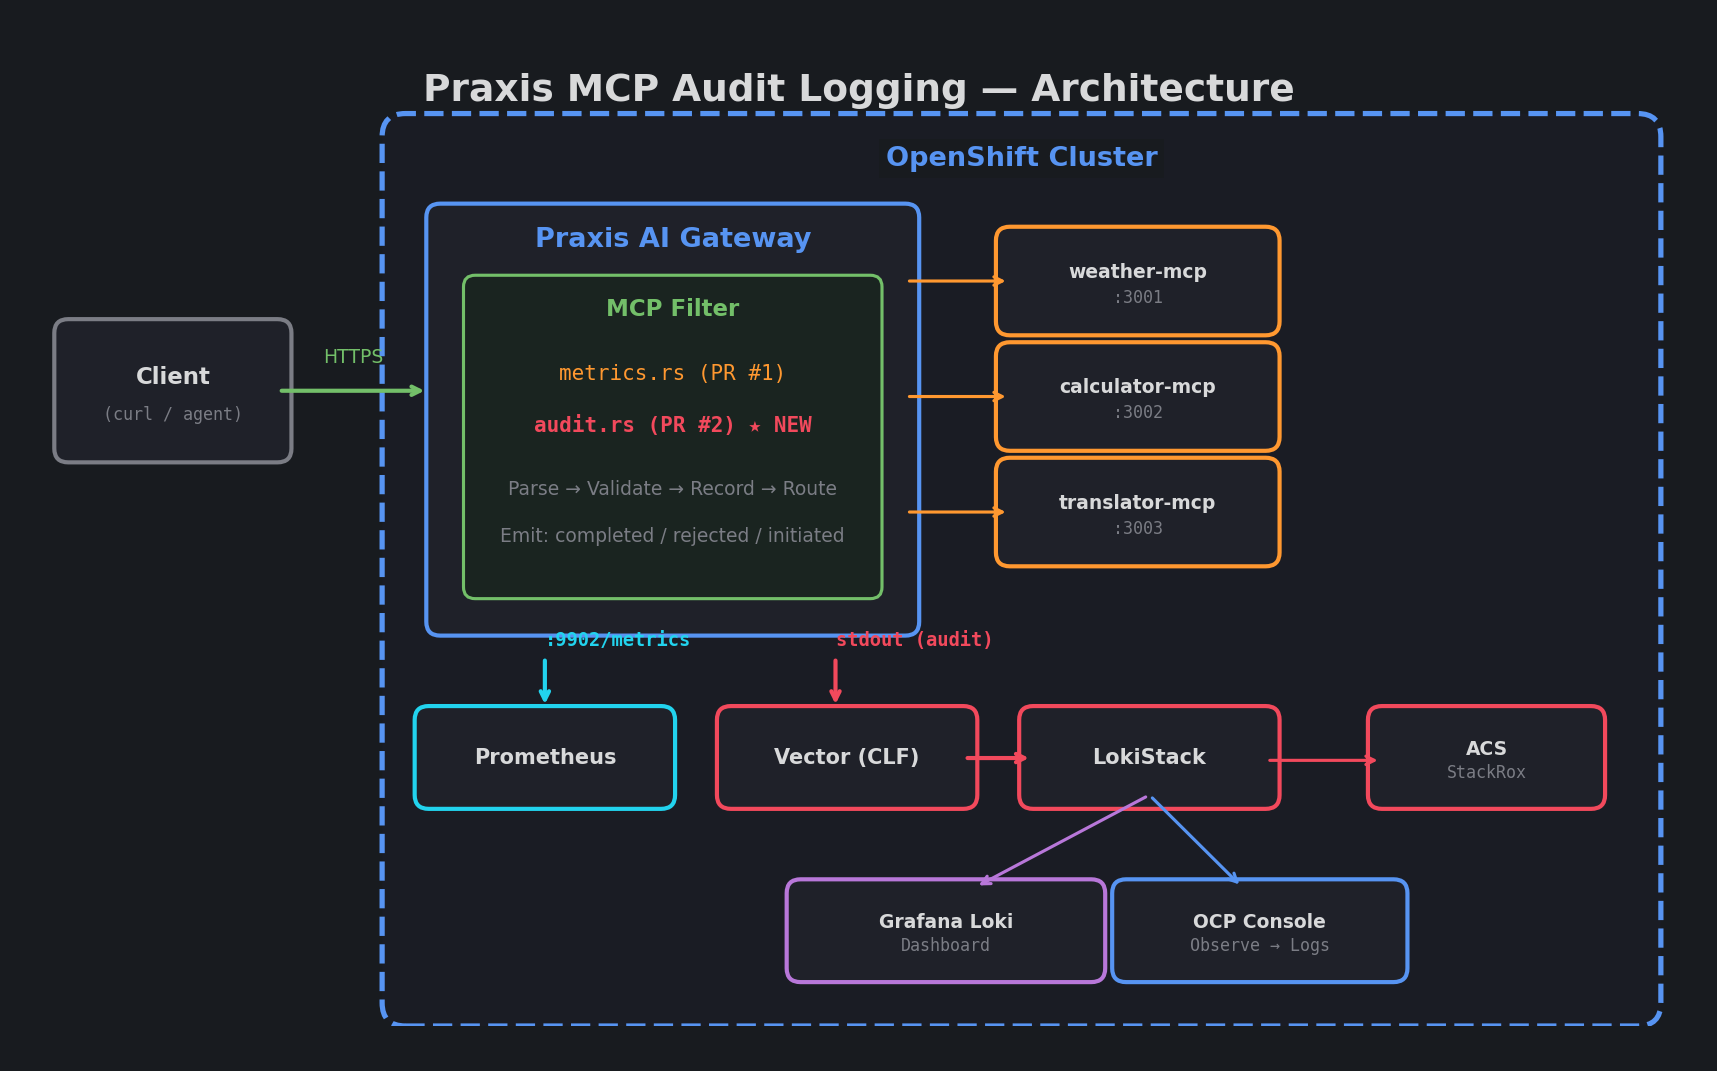 Praxis MCP Audit Logging — Architecture
OpenShift Cluster
Praxis AI Gateway
MCP Filter
metrics.rs (PR #1)
audit.rs (PR #2) ★ NEW
Parse → Validate → Record → Route
Emit: completed / rejected / initiated
Client
(curl / agent)
HTTPS
weather-mcp
:3001
calculator-mcp
:3002
translator-mcp
:3003
:9902/metrics
stdout (audit)
Prometheus
Vector (CLF)
LokiStack
ACS
StackRox
Grafana Loki
Dashboard
OCP Console
Observe → Logs